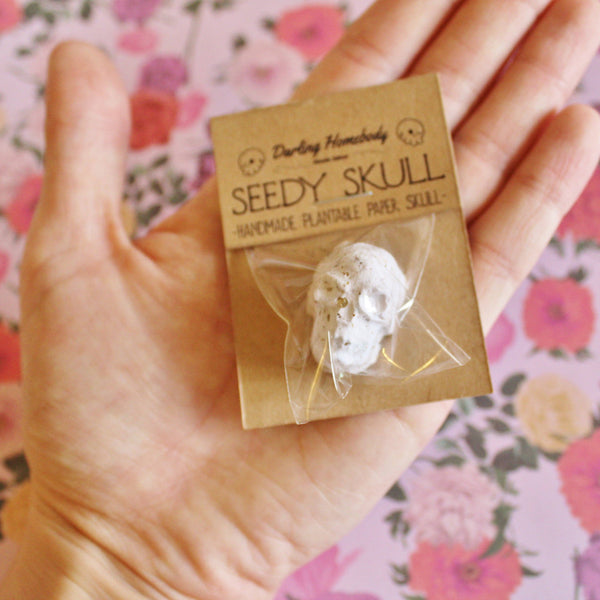 Darling Homebody
SEEDY SKULL
-HANDMADE PLANTABLE PAPER SKULL-